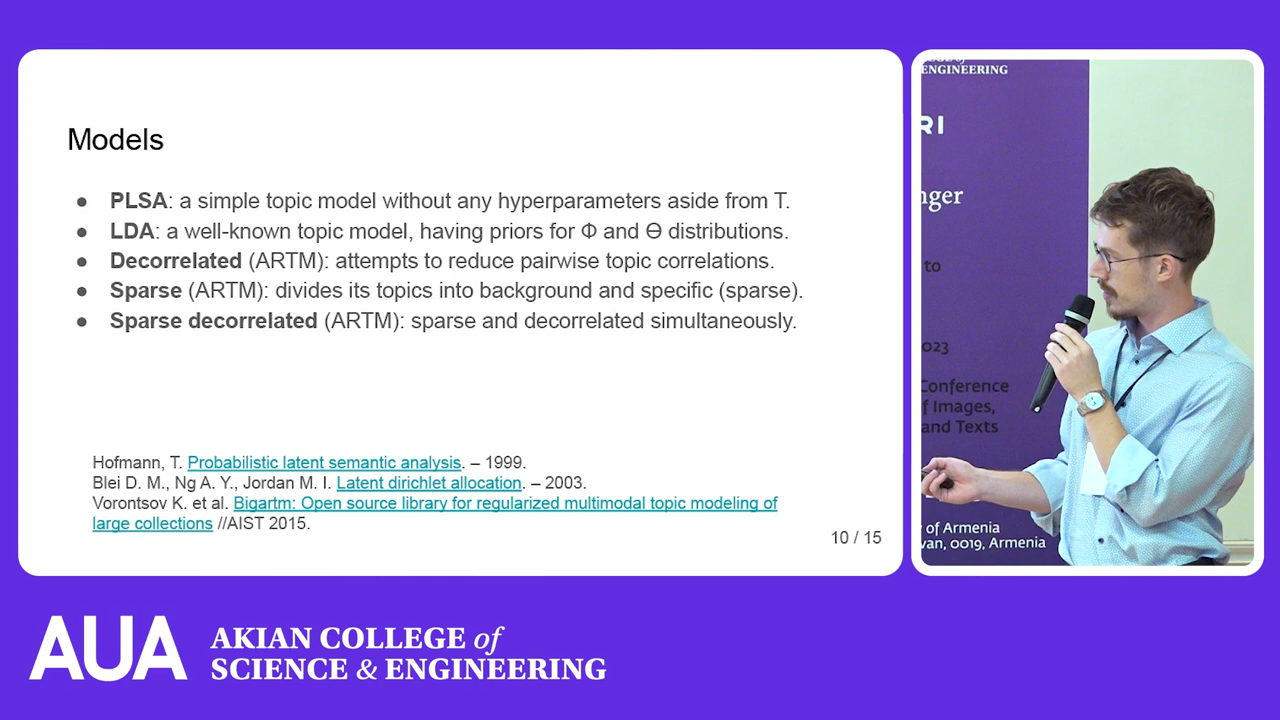 Models
● PLSA: a simple topic model without any hyperparameters aside from T.
● LDA: a well-known topic model, having priors for Φ and Θ distributions.
● Decorrelated (ARTM): attempts to reduce pairwise topic correlations.
● Sparse (ARTM): divides its topics into background and specific (sparse).
● Sparse decorrelated (ARTM): sparse and decorrelated simultaneously.
Hofmann, T. Probabilistic latent semantic analysis. – 1999.
Blei D. M., Ng A. Y., Jordan M. I. Latent dirichlet allocation. – 2003.
Vorontsov K. et al. Bigartm: Open source library for regularized multimodal topic modeling of
large collections //AIST 2015.
10 / 15
ENGINEERING
RI
nger
to
023
Conference
f Images,
and Texts
y of Armenia
van, 0019, Armenia
AUA
AKIAN COLLEGE of
SCIENCE & ENGINEERING